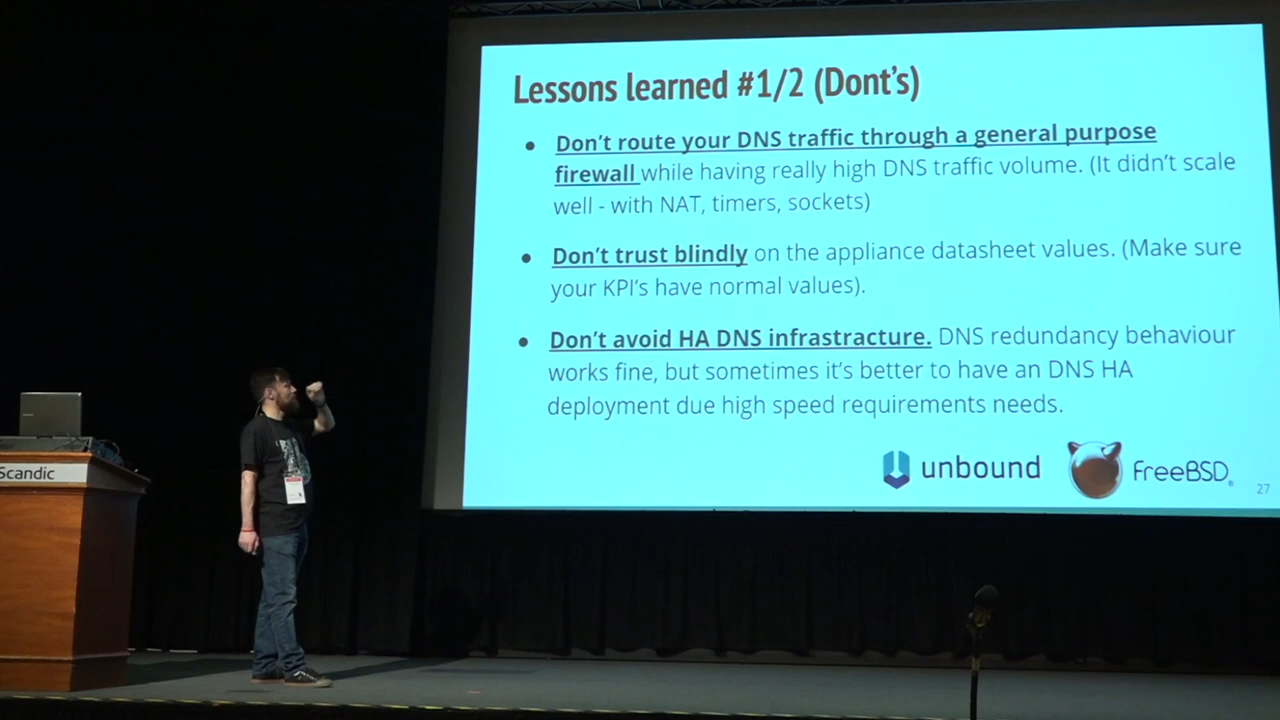 Lessons learned #1/2 (Dont's)
● Don't route your DNS traffic through a general purpose
firewall while having really high DNS traffic volume. (It didn't scale
well - with NAT, timers, sockets)
● Don't trust blindly on the appliance datasheet values. (Make sure
your KPI's have normal values).
● Don't avoid HA DNS infrastracture. DNS redundancy behaviour
works fine, but sometimes it's better to have an DNS HA
deployment due high speed requirements needs.
unbound
FreeBSD®
27
Scandic